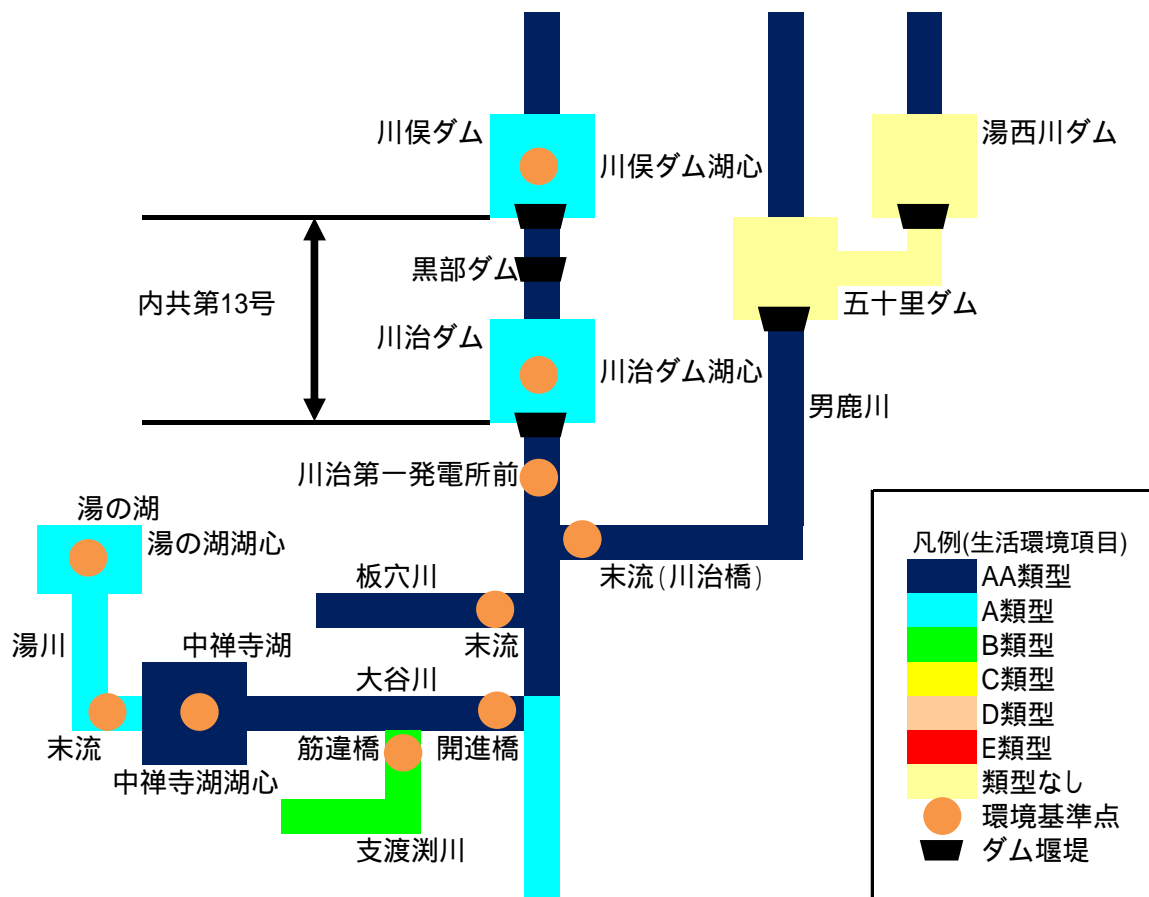 川俣ダム
湯西川ダム
川俣ダム湖心
黒部ダム
内共第13号
五十里ダム
川治ダム
川治ダム湖心
男鹿川
川治第一発電所前
湯の湖
湯の湖湖心
末流(川治橋)
板穴川
湯川
中禅寺湖
末流
大谷川
末流
筋違橋
開進橋
中禅寺湖湖心
支渡渕川
凡例(生活環境項目)
AA類型
A類型
B類型
C類型
D類型
E類型
類型なし
環境基準点
ダム堰堤